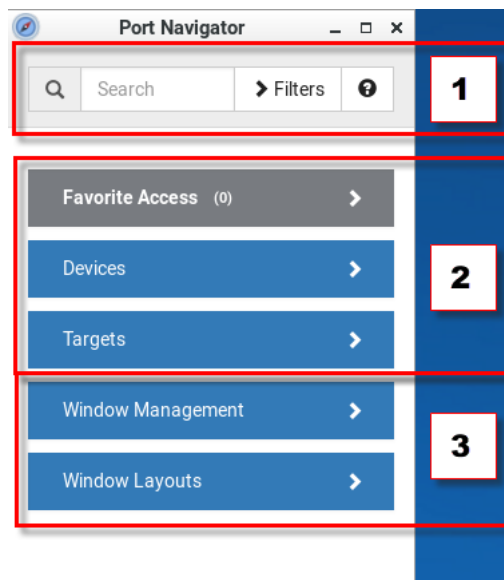 Port Navigator
Search
Filters
1
Favorite Access (0)
Devices
2
Targets
Window Management
3
Window Layouts